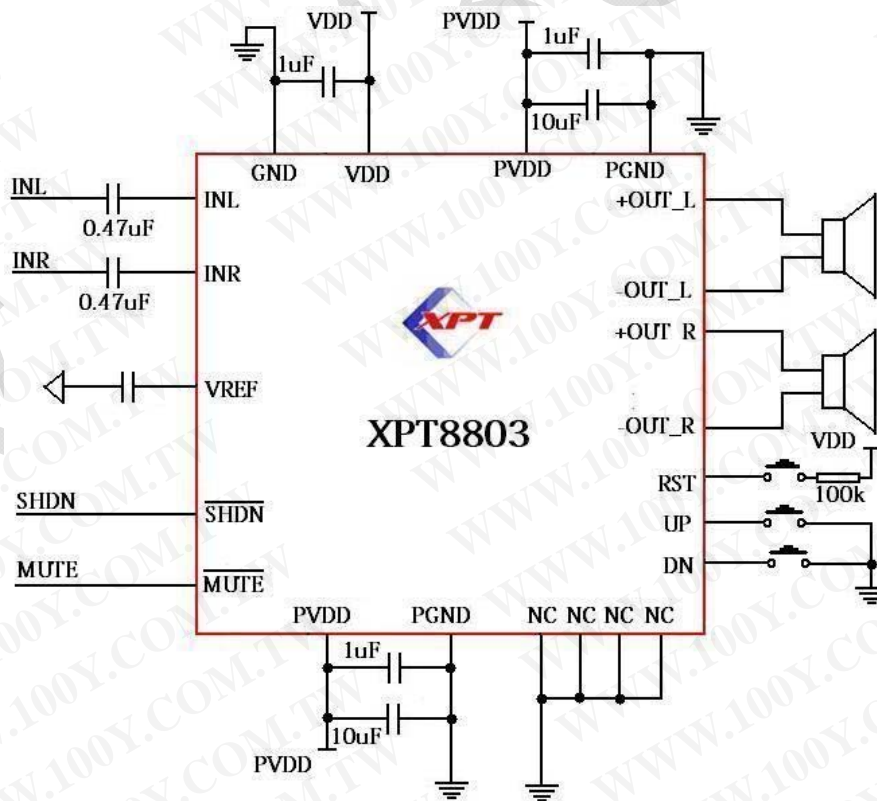 VDD
PVDD
1uF
1uF
10uF
GND
VDD
PVDD
PGND
INL
0.47uF
INL
+OUT_L
INR
0.47uF
INR
-OUT_L
XPT
+OUT R
VREF
XPT8803
-OUT_R
VDD
RST
100k
SHDN
SHDN
UP
MUTE
MUTE
DN
PVDD
PGND
NC NC NC NC
1uF
10uF
PVDD
WWW.100Y.COM.TW